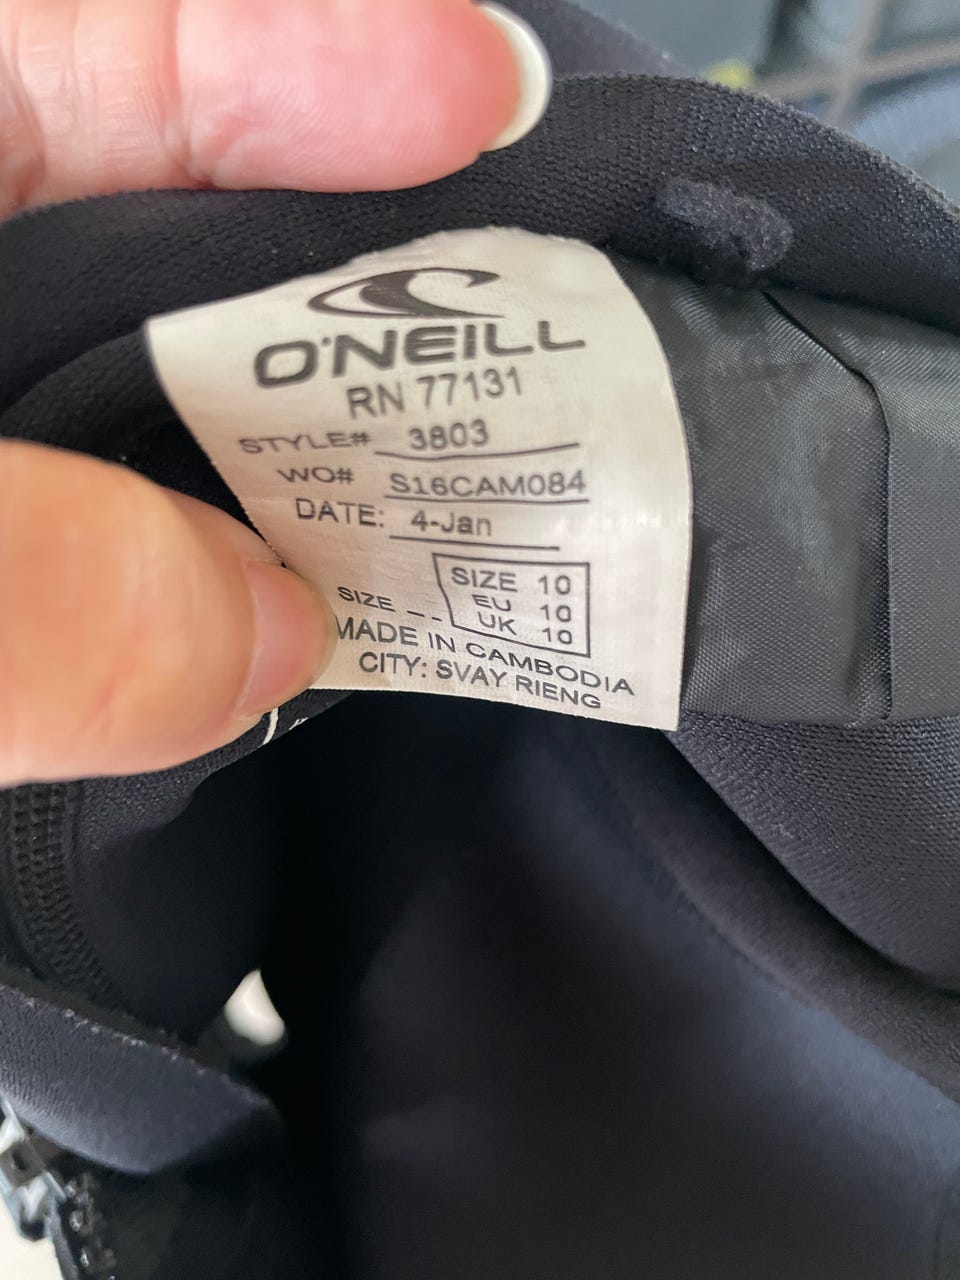 O'NEILL
RN 77131
STYLE# 3803
WO# S16CAM084
DATE: 4-Jan
SIZE 10
EU 10
UK 10
SIZE _ _
MADE IN CAMBODIA
CITY: SVAY RIENG